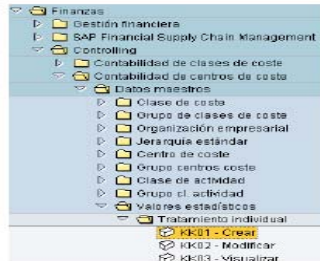 Finanzas
Gestión financiera
SAP Financial Supply Chain Management
Controlling
Contabilidad de clases de coste
Contabilidad de centros de coste
Datos maestros
Clase de coste
Grupo de clases de coste
Organización empresarial
Jerarquía estándar
Centro de coste
Grupo centros coste
Clase de actividad
Grupo cl. actividad
Valores estadísticos
Tratamiento individual
KK01 - Crear
KK02 - Modificar
KK03 - Visualizar